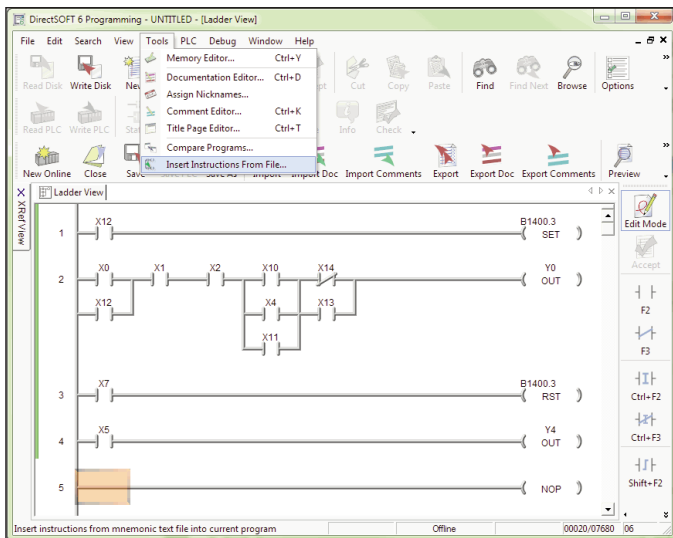 DirectSOFT 6 Programming - UNTITLED - [Ladder View]
File Edit Search View Tools PLC Debug Window Help
Memory Editor... Ctrl+Y
Documentation Editor... Ctrl+D
Assign Nicknames...
Comment Editor... Ctrl+K
Title Page Editor... Ctrl+T
Compare Programs...
Insert Instructions From File...
Read Disk Write Disk Cut Copy Paste Find Find Next Browse Options
Read PLC Write PLC Info Check
New Online Close Save Import Import Doc Import Comments Export Export Doc Export Comments Preview
XRef View
Ladder View
Edit Mode
Accept
F2
F3
Ctrl+F2
Ctrl+F3
Shift+F2
X12 B1400.3
1 SET
X0 X1 X2 X10 X14 Y0
2 OUT
X12 X4 X13
X11
X7 B1400.3
3 RST
X5 Y4
4 OUT
5 NOP
Insert instructions from mnemonic text file into current program Offline 00020/07680 06